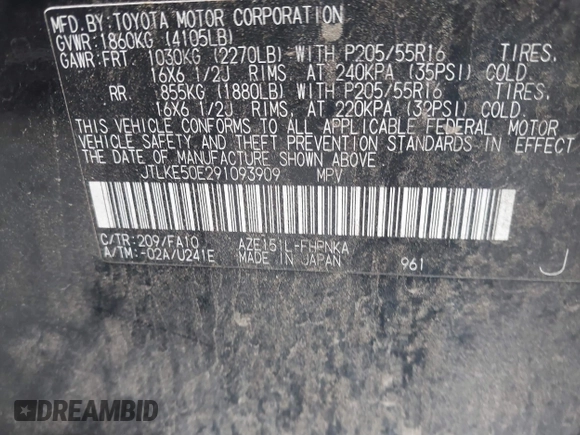 MFD.BY:TOYOTA MOTOR CORPORATION
GVWR:1860KG (4105LB)
GAWR:FRT 1030KG (2270LB) WITH P205/55R16 TIRES,
16X6 1/2J RIMS, AT 240KPA (35PSI) COLD
RR 855KG (1880LB) WITH P205/55R16 TIRES,
16X6 1/2J RIMS, AT 220KPA (32PSI) COLD
THIS VEHICLE CONFORMS TO ALL APPLICABLE FEDERAL MOTOR
VEHICLE SAFETY AND THEFT PREVENTION STANDARDS IN EFFECT
ON THE DATE OF MANUFACTURE SHOWN ABOVE.
JTLKE50E291093909 MPV
C/TR:209/FA10 AZE151L-FHPNKA
A/TM:-02A/U241E MADE IN JAPAN 961 J
DREAMBID